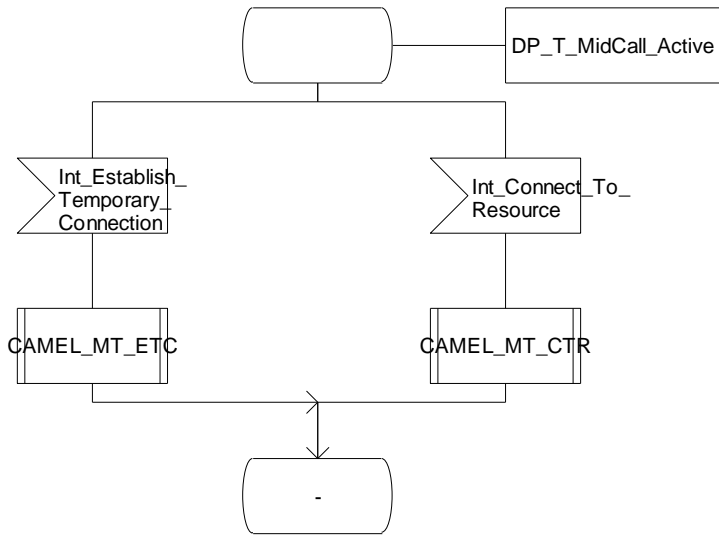 DP_T_MidCall_Active
Int_Establish_
Temporary_
Connection
Int_Connect_To_
Resource
CAMEL_MT_ETC
CAMEL_MT_CTR
-